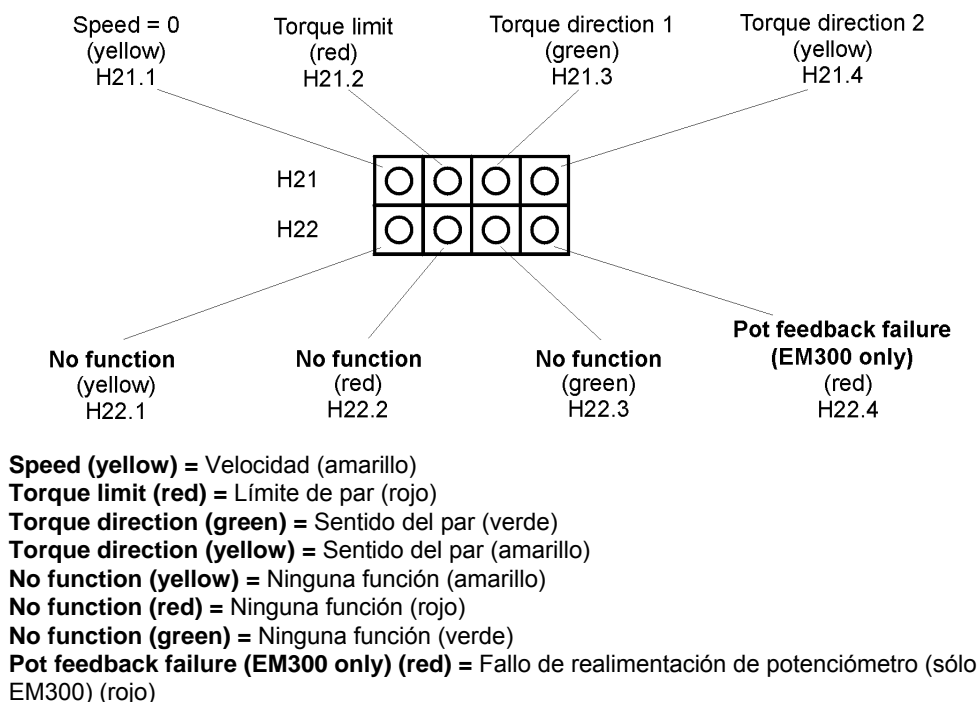 Speed = 0
(yellow)
H21.1
Torque limit
(red)
H21.2
Torque direction 1
(green)
H21.3
Torque direction 2
(yellow)
H21.4
H21
H22
No function
(yellow)
H22.1
No function
(red)
H22.2
No function
(green)
H22.3
Pot feedback failure
(EM300 only)
(red)
H22.4
Speed (yellow) = Velocidad (amarillo)
Torque limit (red) = Límite de par (rojo)
Torque direction (green) = Sentido del par (verde)
Torque direction (yellow) = Sentido del par (amarillo)
No function (yellow) = Ninguna función (amarillo)
No function (red) = Ninguna función (rojo)
No function (green) = Ninguna función (verde)
Pot feedback failure (EM300 only) (red) = Fallo de realimentación de potenciómetro (sólo
EM300) (rojo)